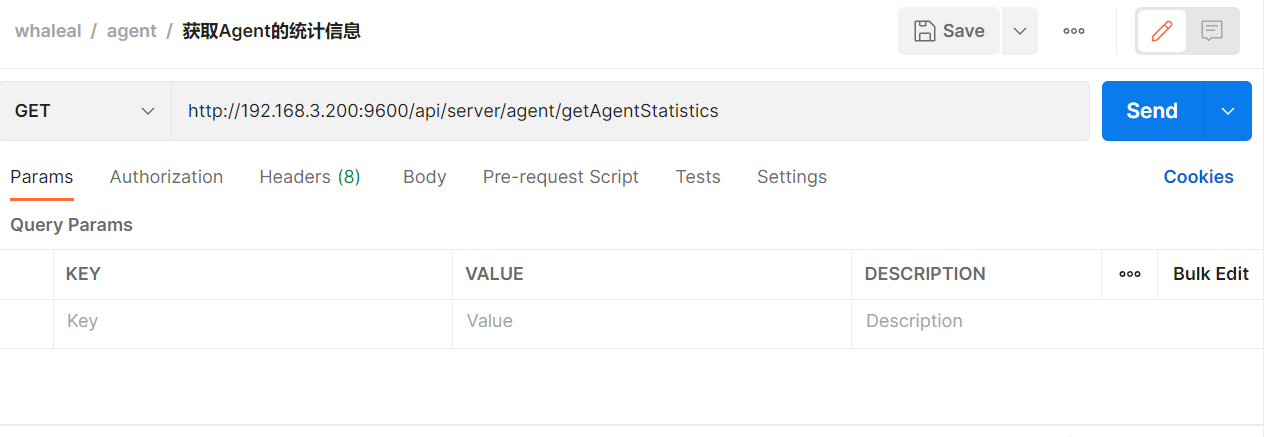 whaleal / agent / 获取Agent的统计信息
Save
GET
http://192.168.3.200:9600/api/server/agent/getAgentStatistics
Send
Params Authorization Headers (8) Body Pre-request Script Tests Settings Cookies
Query Params
KEY VALUE DESCRIPTION Bulk Edit
Key Value Description